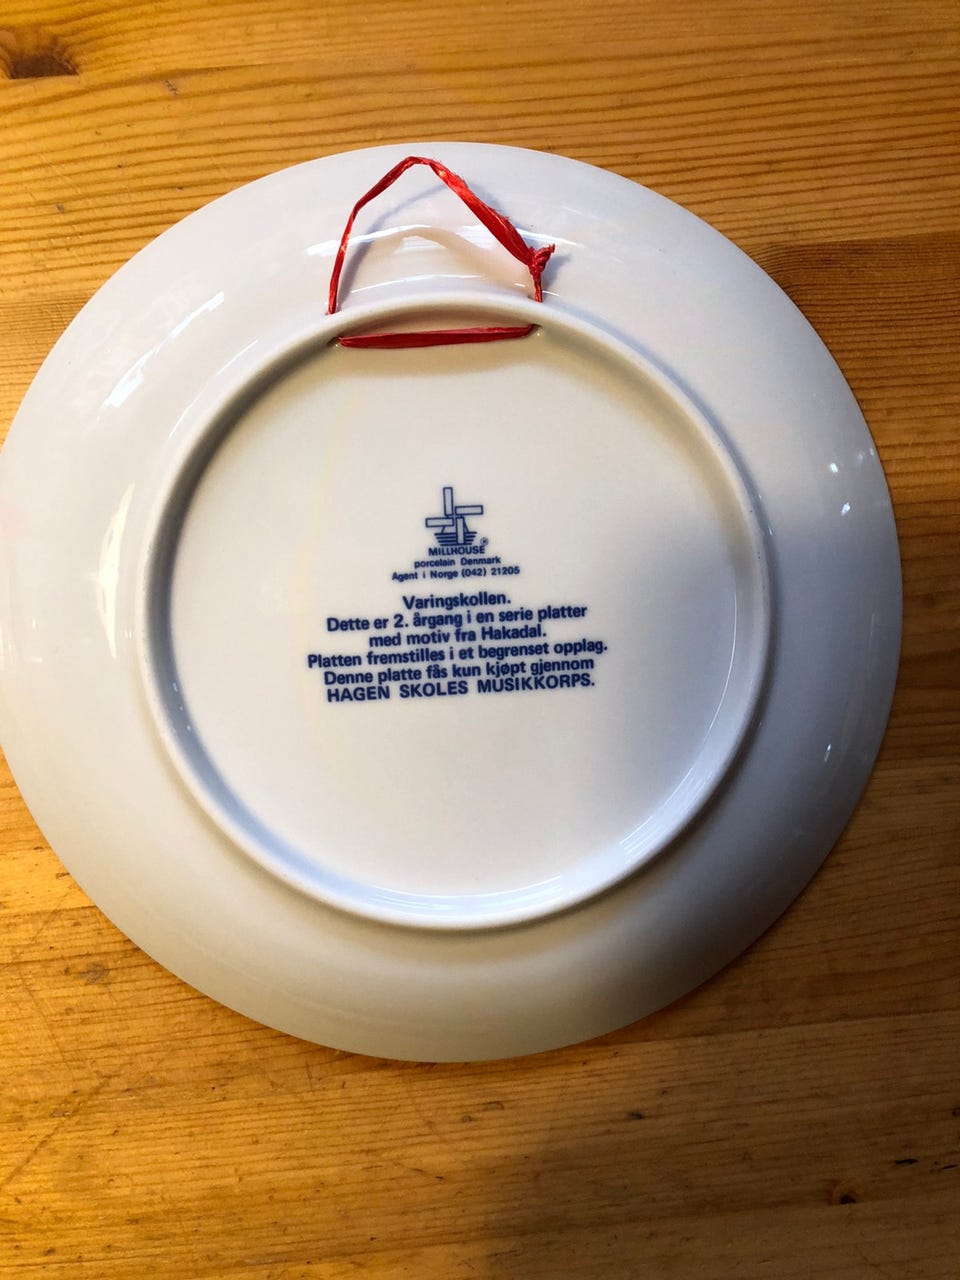 MILLHOUSE®
porcelain Denmark
Agent i Norge (042) 21205
Varingskollen.
Dette er 2. årgang i en serie platter
med motiv fra Hakadal.
Platten fremstilles i et begrenset opplag.
Denne platte fås kun kjøpt gjennom
HAGEN SKOLES MUSIKKORPS.